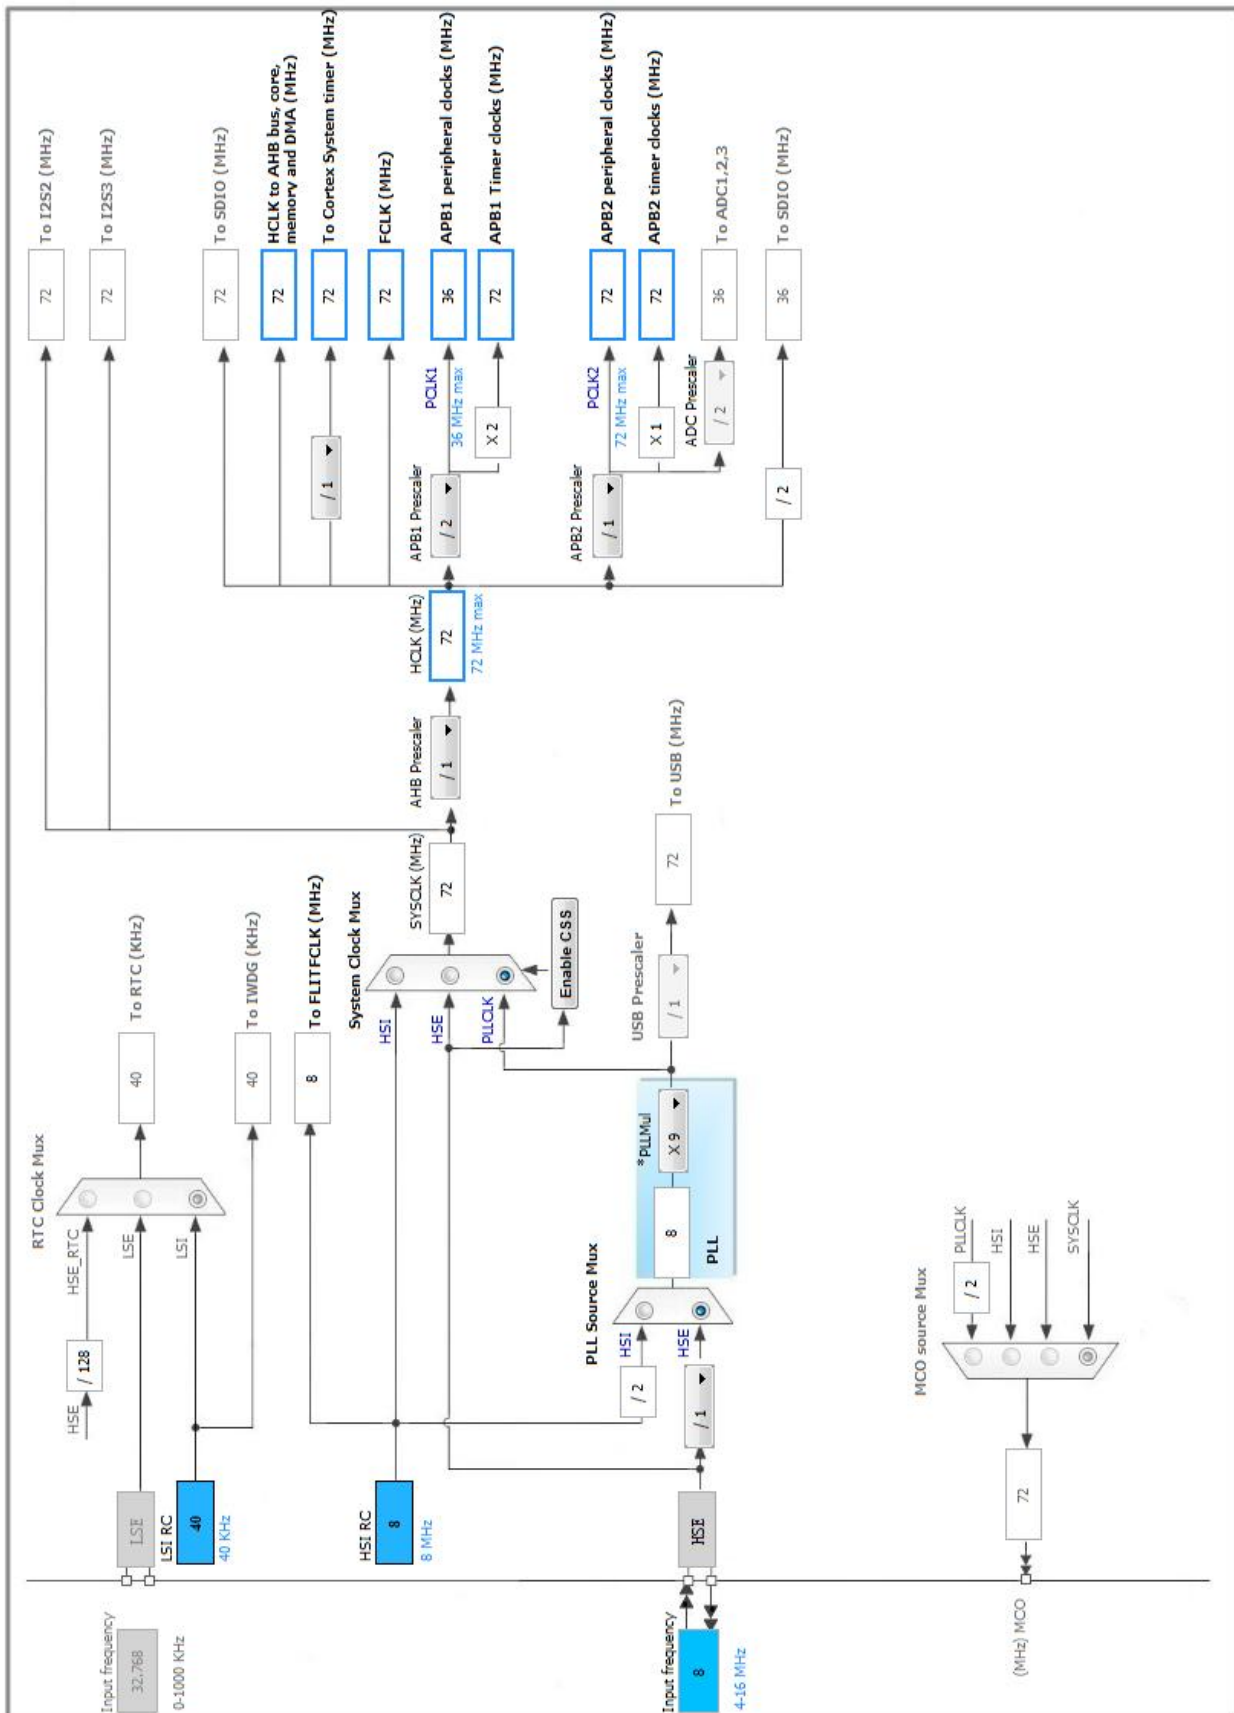 Input frequency
32.768
0-1000 KHz
LSE
LSI RC
40
40 KHz
HSE
/ 128
HSE_RTC
LSE
LSI
RTC Clock Mux
40
To RTC (KHz)
40
To IWDG (KHz)
8
To FLITFCLK (MHz)
HSI RC
8
8 MHz
System Clock Mux
HSI
HSE
PLLCLK
Enable CSS
SYSCLK (MHz)
72
AHB Prescaler
/ 1
HCLK (MHz)
72
72 MHz max
72
To I2S2 (MHz)
72
To I2S3 (MHz)
72
To SDIO (MHz)
72
HCLK to AHB bus, core,
memory and DMA (MHz)
/ 1
72
To Cortex System timer (MHz)
72
FCLK (MHz)
APB1 Prescaler
/ 2
PCLK1
36 MHz max
36
APB1 peripheral clocks (MHz)
X 2
72
APB1 Timer clocks (MHz)
APB2 Prescaler
/ 1
PCLK2
72 MHz max
72
APB2 peripheral clocks (MHz)
X 1
72
APB2 timer clocks (MHz)
ADC Prescaler
/ 2
36
To ADC1,2,3
/ 2
36
To SDIO (MHz)
Input frequency
8
4-16 MHz
HSE
/ 2
/ 1
PLL Source Mux
HSI
HSE
8
*PLLMul
X 9
PLL
USB Prescaler
/ 1
72
To USB (MHz)
(MHz) MCO
72
MCO source Mux
/ 2
PLLCLK
HSI
HSE
SYSCLK